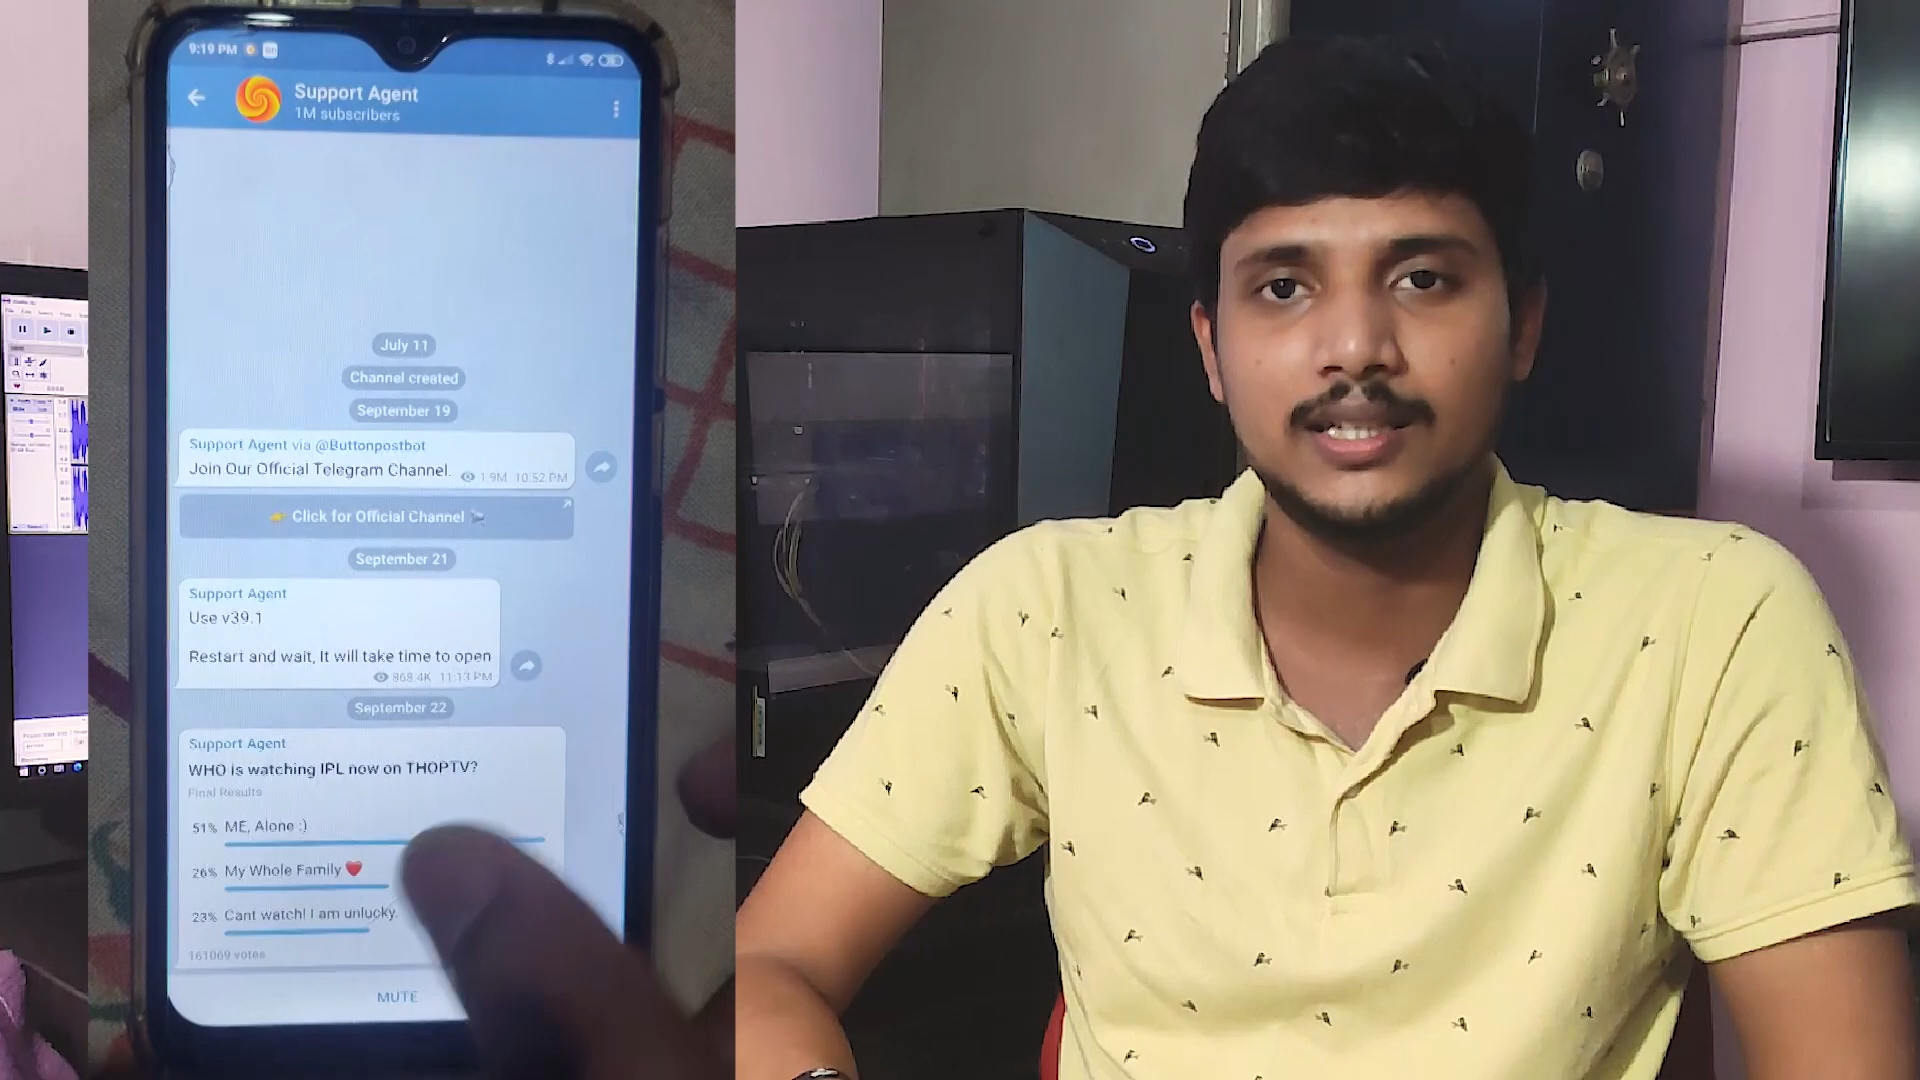 9:19 PM
Support Agent
1M subscribers
July 11
Channel created
September 19
Support Agent via @Buttonpostbot
Join Our Official Telegram Channel.
1.9M 10:52 PM
👉 Click for Official Channel
September 21
Support Agent
Use v39.1
Restart and wait, It will take time to open
868.4K 11:13 PM
September 22
Support Agent
WHO is watching IPL now on THOPTV?
Final Results
51% ME, Alone :)
26% My Whole Family ❤️
23% Cant watch! I am unlucky.
161069 votes
MUTE